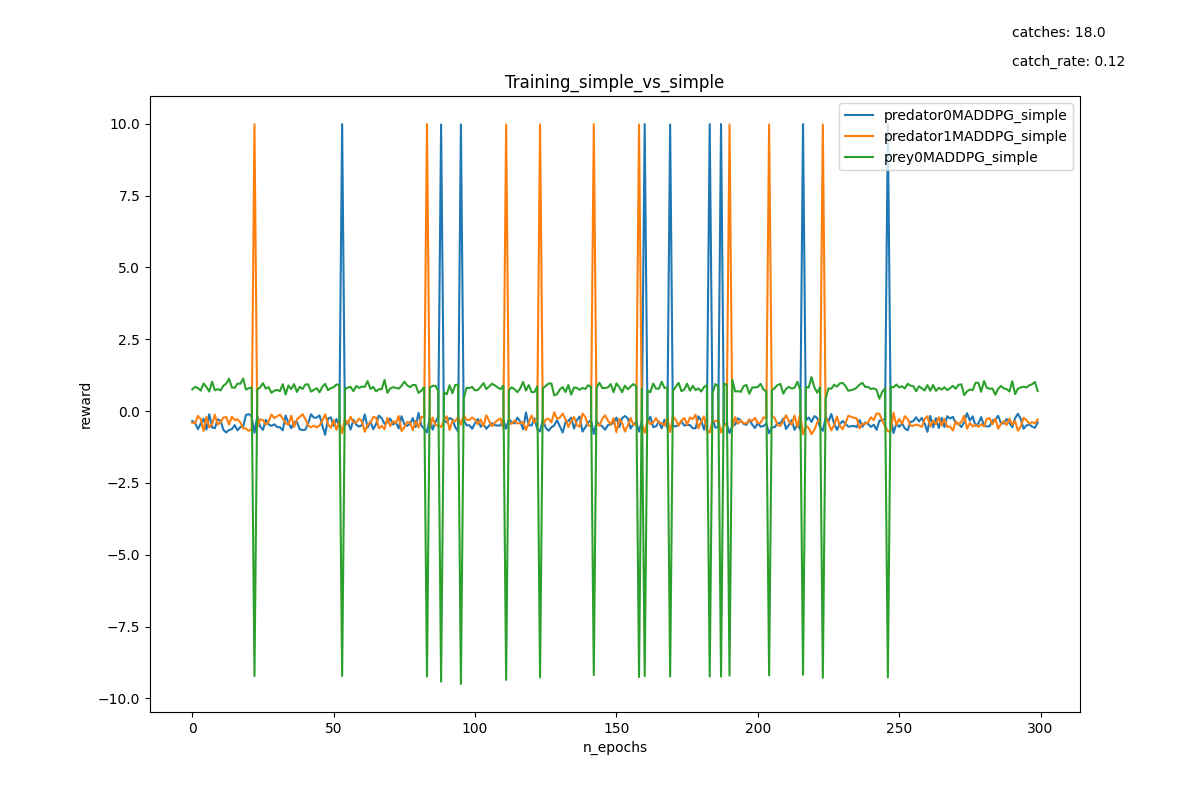 catches: 18.0
catch_rate: 0.12
Training_simple_vs_simple
predator0MADDPG_simple
predator1MADDPG_simple
prey0MADDPG_simple
10.0
7.5
5.0
2.5
0.0
−2.5
−5.0
−7.5
−10.0
reward
0 50 100 150 200 250 300
n_epochs